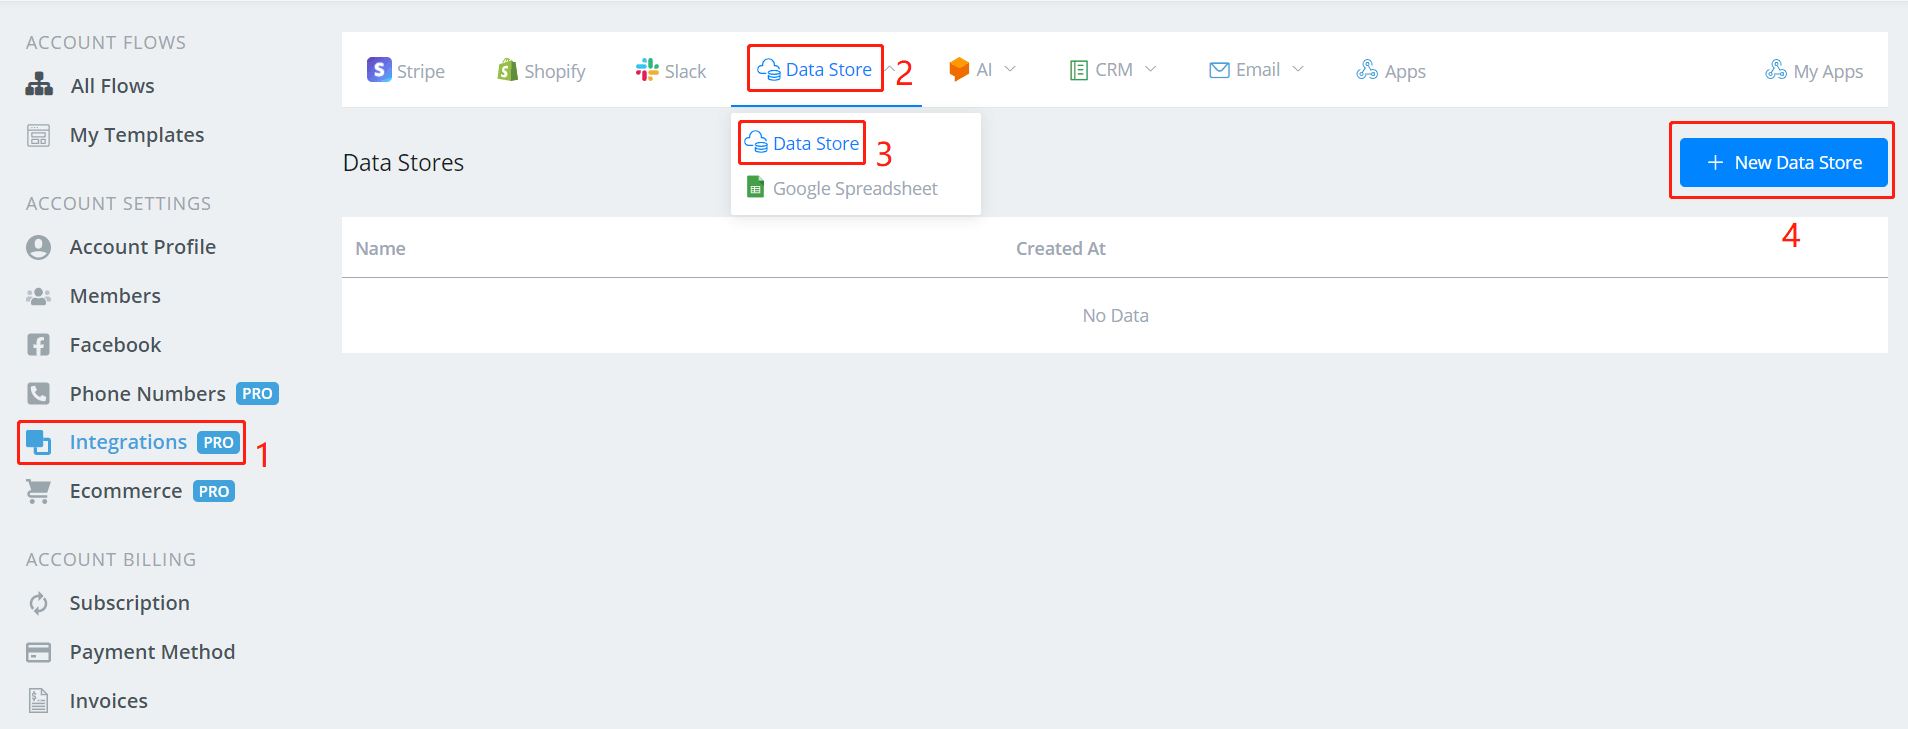 ACCOUNT FLOWS
All Flows
My Templates
ACCOUNT SETTINGS
Account Profile
Members
Facebook
Phone Numbers PRO
Integrations PRO 1
Ecommerce PRO
ACCOUNT BILLING
Subscription
Payment Method
Invoices
S Stripe Shopify Slack Data Store 2 AI CRM Email Apps My Apps
Data Store 3
Google Spreadsheet
Data Stores
+ New Data Store
4
Name Created At
No Data